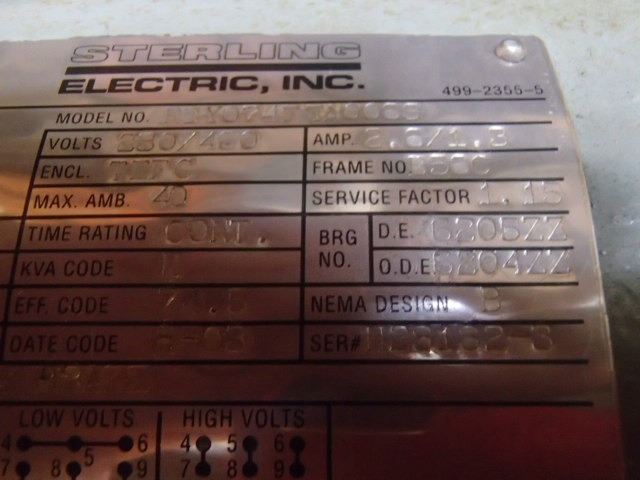 STERLING
ELECTRIC, INC.
499-2355-5
MODEL NO.
VOLTS 230/460 AMP. 2.6/1.3
ENCL. TEFC FRAME NO. B56C
MAX. AMB. 40 SERVICE FACTOR 1.15
TIME RATING CONT. BRG NO. D.E. 6205ZZ
KVA CODE O.D.E. 6204ZZ
EFF. CODE NEMA DESIGN B
DATE CODE SER#
LOW VOLTS HIGH VOLTS
4 5 6 4 5 6
7 8 9 7 8 9